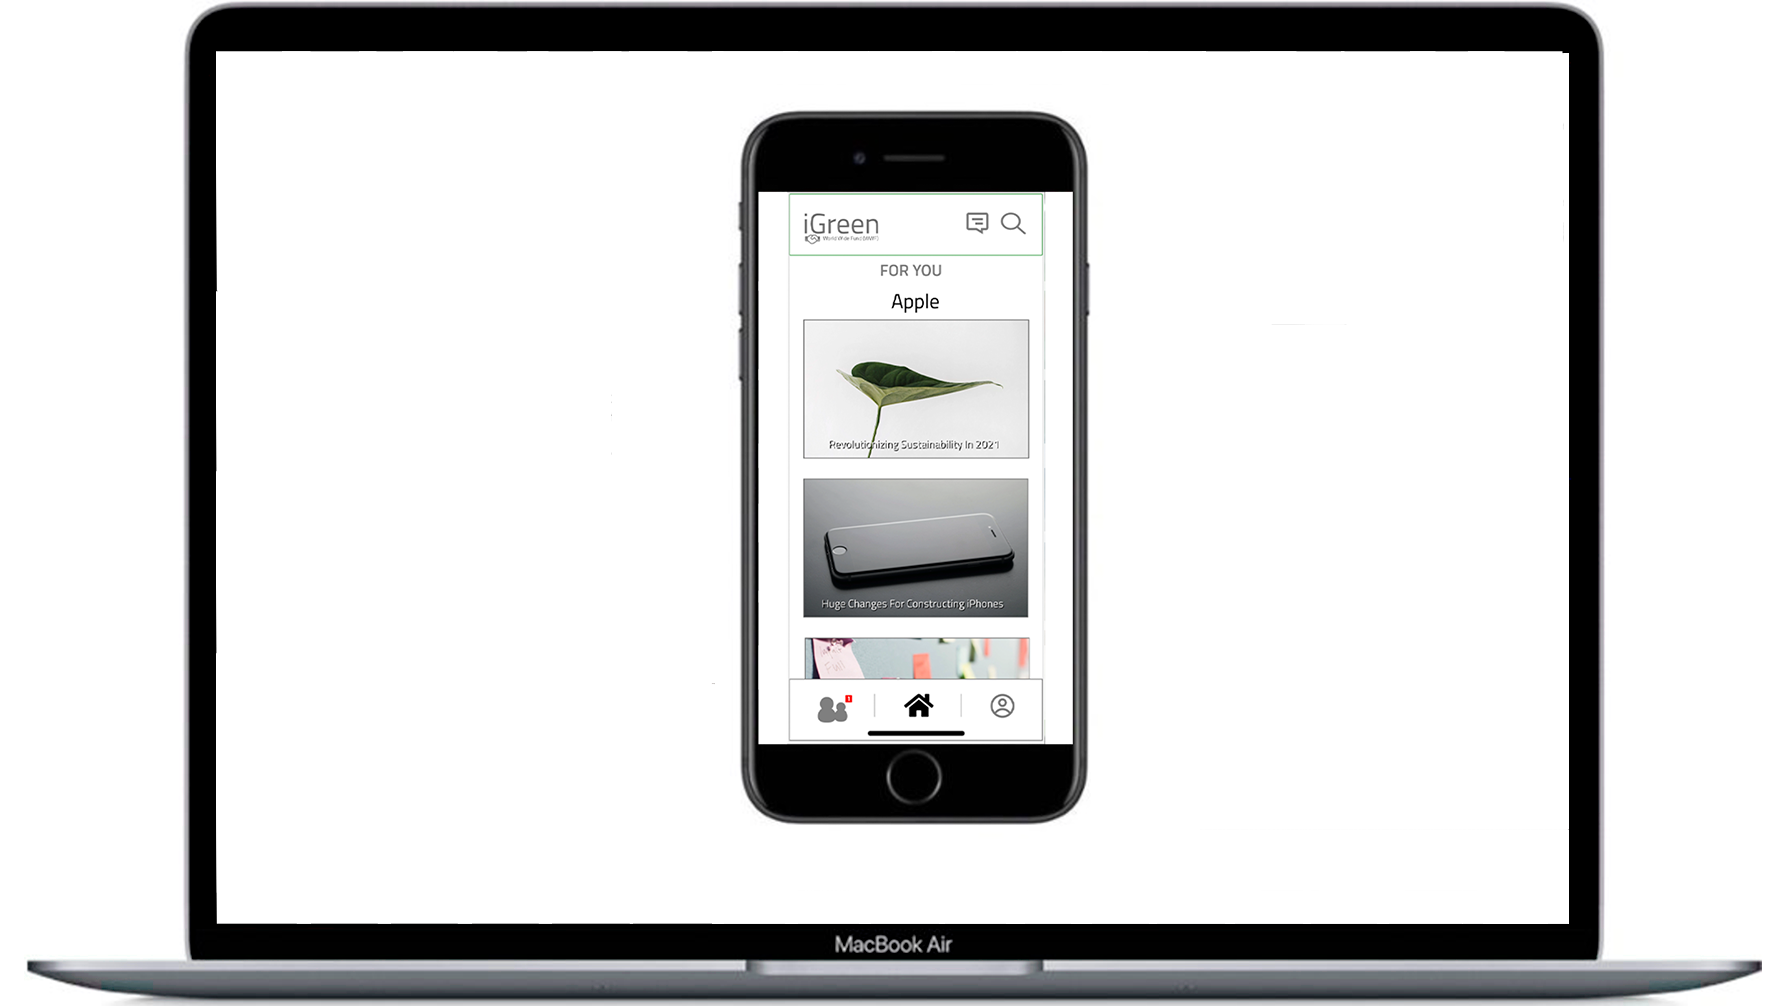 iGreen
World Wide Fund (WWF)
FOR YOU
Apple
Revolutionizing Sustainability In 2021
Huge Changes For Constructing iPhones
1
MacBook Air